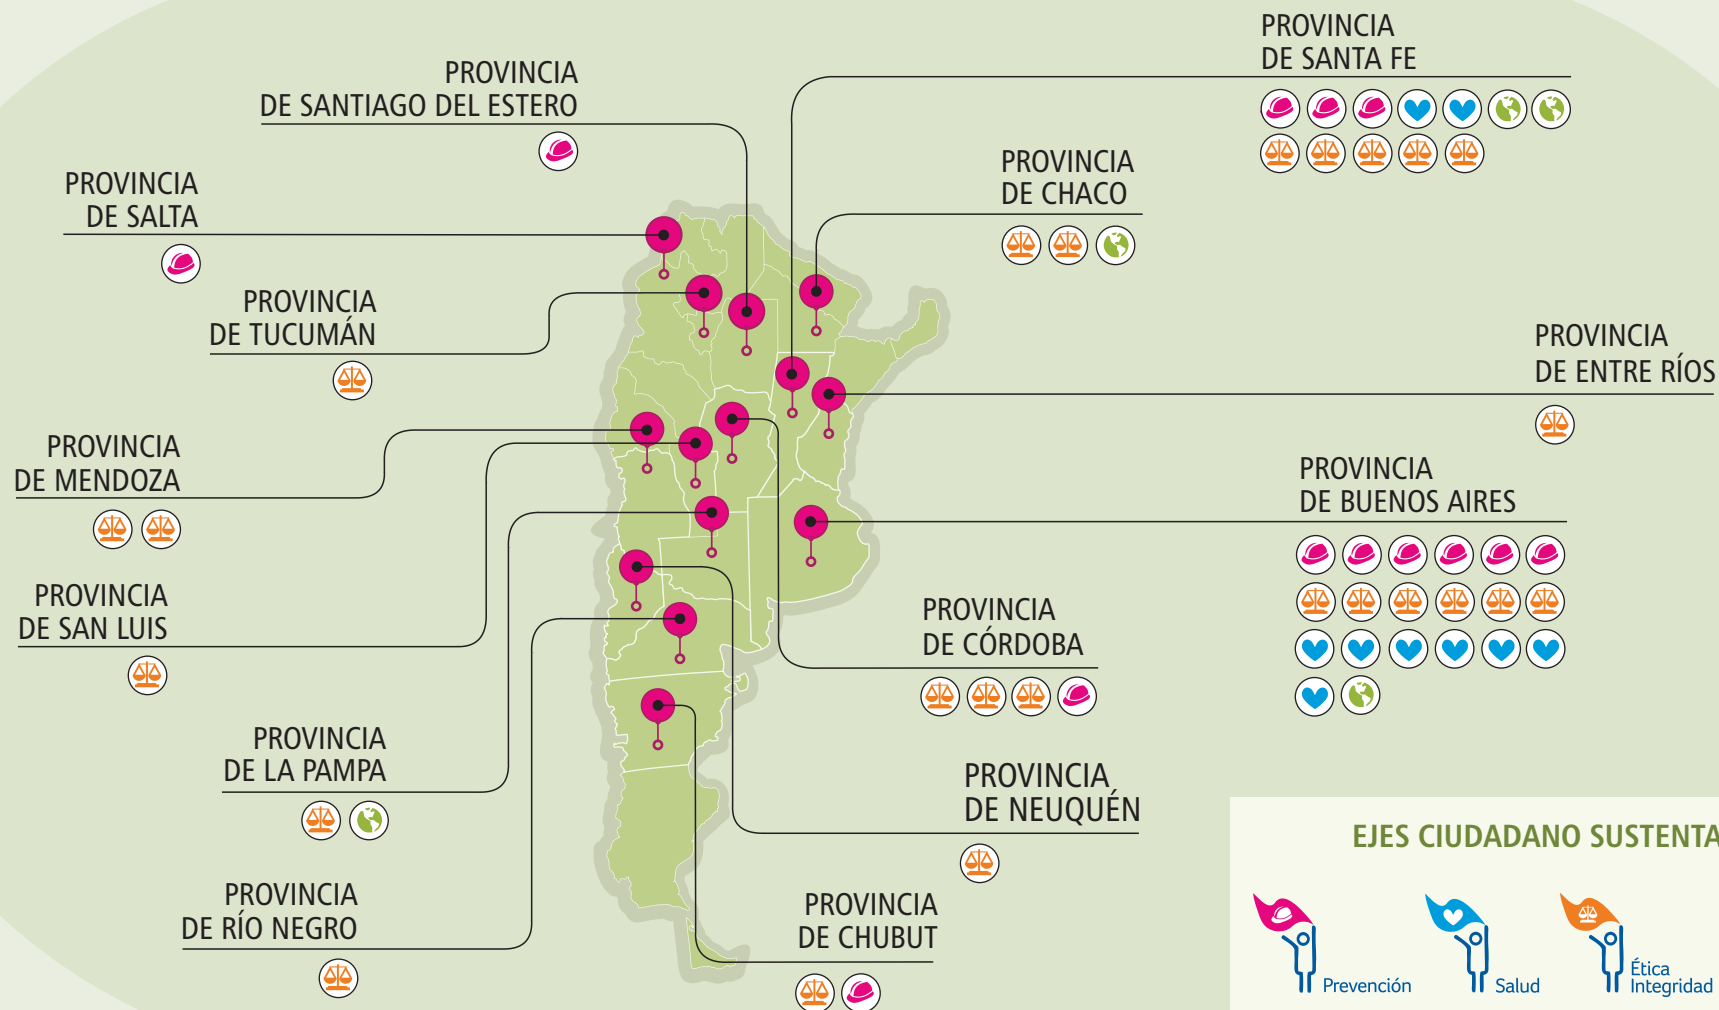 PROVINCIA
DE SANTA FE
PROVINCIA
DE SANTIAGO DEL ESTERO
PROVINCIA
DE CHACO
PROVINCIA
DE SALTA
PROVINCIA
DE TUCUMÁN
PROVINCIA
DE ENTRE RÍOS
PROVINCIA
DE MENDOZA
PROVINCIA
DE BUENOS AIRES
PROVINCIA
DE SAN LUIS
PROVINCIA
DE CÓRDOBA
PROVINCIA
DE LA PAMPA
PROVINCIA
DE NEUQUÉN
PROVINCIA
DE RÍO NEGRO
PROVINCIA
DE CHUBUT
EJES CIUDADANO SUSTENTA
Prevención
Salud
Ética
Integridad